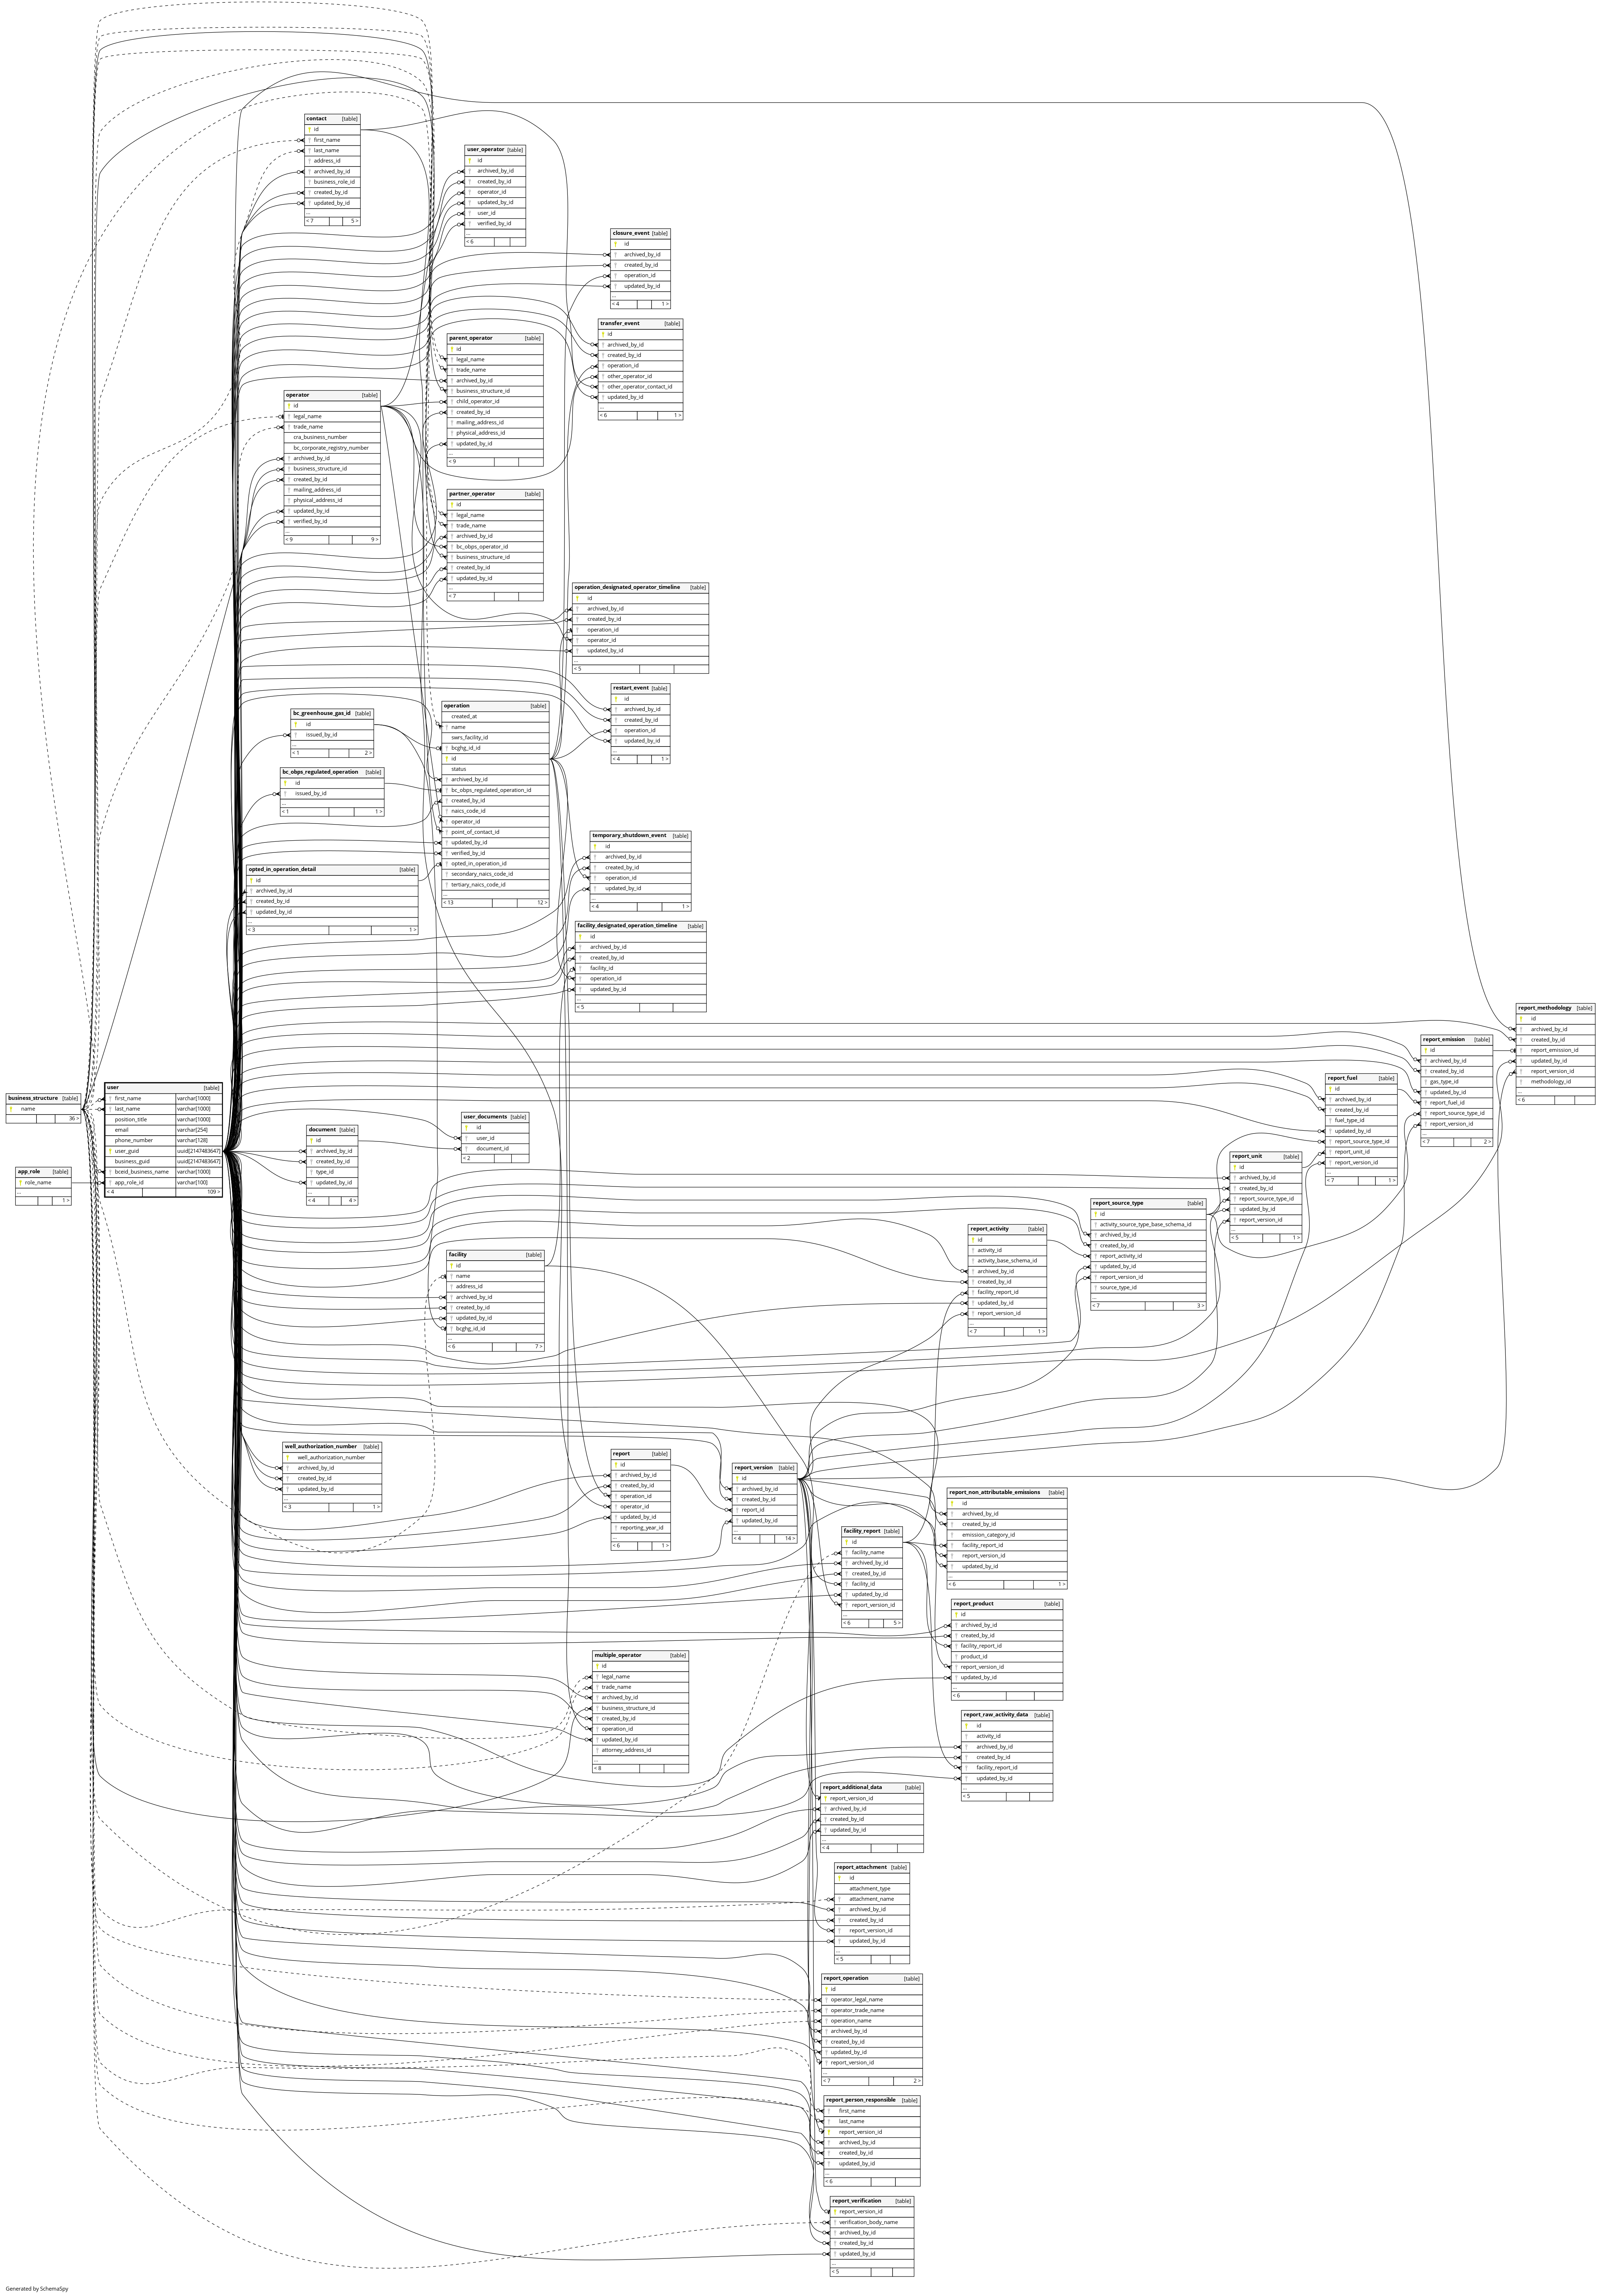 contact [table]
id
first_name
last_name
address_id
archived_by_id
business_role_id
created_by_id
updated_by_id
...
< 7 5 >
user_operator [table]
id
archived_by_id
created_by_id
operator_id
updated_by_id
user_id
verified_by_id
...
< 6
closure_event [table]
id
archived_by_id
created_by_id
operation_id
updated_by_id
...
< 4 1 >
transfer_event [table]
id
archived_by_id
created_by_id
operation_id
other_operator_id
other_operator_contact_id
updated_by_id
...
< 6 1 >
parent_operator [table]
id
legal_name
trade_name
archived_by_id
business_structure_id
child_operator_id
created_by_id
mailing_address_id
physical_address_id
updated_by_id
...
< 9
operator [table]
id
legal_name
trade_name
cra_business_number
bc_corporate_registry_number
archived_by_id
business_structure_id
created_by_id
mailing_address_id
physical_address_id
updated_by_id
verified_by_id
...
< 9 9 >
partner_operator [table]
id
legal_name
trade_name
archived_by_id
bc_obps_operator_id
business_structure_id
created_by_id
updated_by_id
...
< 7
operation_designated_operator_timeline [table]
id
archived_by_id
created_by_id
operation_id
operator_id
updated_by_id
...
< 5
restart_event [table]
id
archived_by_id
created_by_id
operation_id
updated_by_id
...
< 4 1 >
bc_greenhouse_gas_id [table]
id
issued_by_id
...
< 1 2 >
bc_obps_regulated_operation [table]
id
issued_by_id
...
< 1 1 >
operation [table]
created_at
name
swrs_facility_id
bcghg_id_id
id
status
archived_by_id
bc_obps_regulated_operation_id
created_by_id
naics_code_id
operator_id
point_of_contact_id
updated_by_id
verified_by_id
opted_in_operation_id
secondary_naics_code_id
tertiary_naics_code_id
...
< 13 12 >
opted_in_operation_detail [table]
id
archived_by_id
created_by_id
updated_by_id
...
< 3 1 >
temporary_shutdown_event [table]
id
archived_by_id
created_by_id
operation_id
updated_by_id
...
< 4 1 >
facility_designated_operation_timeline [table]
id
archived_by_id
created_by_id
facility_id
operation_id
updated_by_id
...
< 5
report_methodology [table]
id
archived_by_id
created_by_id
report_emission_id
updated_by_id
report_version_id
methodology_id
...
< 6
report_emission [table]
id
archived_by_id
created_by_id
gas_type_id
updated_by_id
report_fuel_id
report_source_type_id
report_version_id
...
< 7 2 >
report_fuel [table]
id
archived_by_id
created_by_id
fuel_type_id
updated_by_id
report_source_type_id
report_unit_id
report_version_id
...
< 7 1 >
business_structure [table]
name
36 >
user [table]
first_name varchar[1000]
last_name varchar[1000]
position_title varchar[1000]
email varchar[254]
phone_number varchar[128]
user_guid uuid[2147483647]
business_guid uuid[2147483647]
bceid_business_name varchar[1000]
app_role_id varchar[100]
< 4 109 >
app_role [table]
role_name
...
1 >
document [table]
id
archived_by_id
created_by_id
type_id
updated_by_id
...
< 4 4 >
user_documents [table]
id
user_id
document_id
< 2
report_unit [table]
id
archived_by_id
created_by_id
report_source_type_id
updated_by_id
report_version_id
...
< 5 1 >
report_source_type [table]
id
activity_source_type_base_schema_id
archived_by_id
created_by_id
report_activity_id
updated_by_id
report_version_id
source_type_id
...
< 7 3 >
report_activity [table]
id
activity_id
activity_base_schema_id
archived_by_id
created_by_id
facility_report_id
updated_by_id
report_version_id
...
< 7 1 >
facility [table]
id
name
address_id
archived_by_id
created_by_id
updated_by_id
bcghg_id_id
...
< 6 7 >
well_authorization_number [table]
well_authorization_number
archived_by_id
created_by_id
updated_by_id
...
< 3 1 >
report [table]
id
archived_by_id
created_by_id
operation_id
operator_id
updated_by_id
reporting_year_id
...
< 6 1 >
report_version [table]
id
archived_by_id
created_by_id
report_id
updated_by_id
...
< 4 14 >
report_non_attributable_emissions [table]
id
archived_by_id
created_by_id
emission_category_id
facility_report_id
report_version_id
updated_by_id
...
< 6 1 >
facility_report [table]
id
facility_name
archived_by_id
created_by_id
facility_id
updated_by_id
report_version_id
...
< 6 5 >
report_product [table]
id
archived_by_id
created_by_id
facility_report_id
product_id
report_version_id
updated_by_id
...
< 6
multiple_operator [table]
id
legal_name
trade_name
archived_by_id
business_structure_id
created_by_id
operation_id
updated_by_id
attorney_address_id
...
< 8
report_raw_activity_data [table]
id
activity_id
archived_by_id
created_by_id
facility_report_id
updated_by_id
...
< 5
report_additional_data [table]
report_version_id
archived_by_id
created_by_id
updated_by_id
...
< 4
report_attachment [table]
id
attachment_type
attachment_name
archived_by_id
created_by_id
report_version_id
updated_by_id
...
< 5
report_operation [table]
id
operator_legal_name
operator_trade_name
operation_name
archived_by_id
created_by_id
updated_by_id
report_version_id
...
< 7 2 >
report_person_responsible [table]
first_name
last_name
report_version_id
archived_by_id
created_by_id
updated_by_id
...
< 6
report_verification [table]
report_version_id
verification_body_name
archived_by_id
created_by_id
updated_by_id
...
< 5
Generated by SchemaSpy